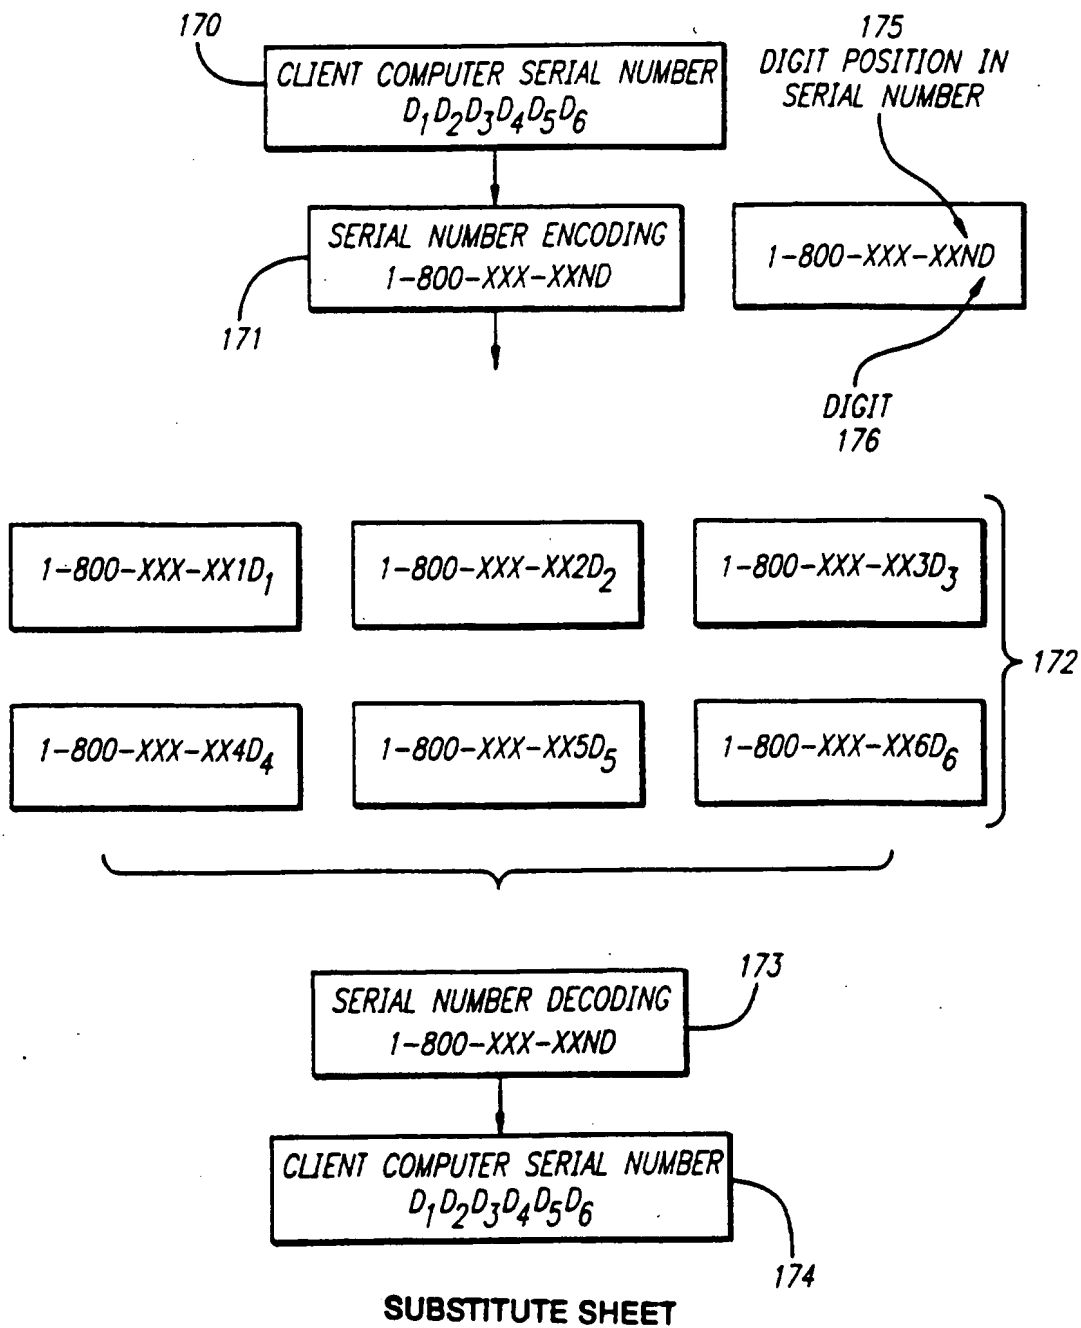 170
CLIENT COMPUTER SERIAL NUMBER
D₁D₂D₃D₄D₅D₆
175
DIGIT POSITION IN
SERIAL NUMBER
SERIAL NUMBER ENCODING
1-800-XXX-XXND
171
1-800-XXX-XXND
DIGIT
176
1-800-XXX-XX1D₁
1-800-XXX-XX2D₂
1-800-XXX-XX3D₃
172
1-800-XXX-XX4D₄
1-800-XXX-XX5D₅
1-800-XXX-XX6D₆
173
SERIAL NUMBER DECODING
1-800-XXX-XXND
CLIENT COMPUTER SERIAL NUMBER
D₁D₂D₃D₄D₅D₆
174
SUBSTITUTE SHEET